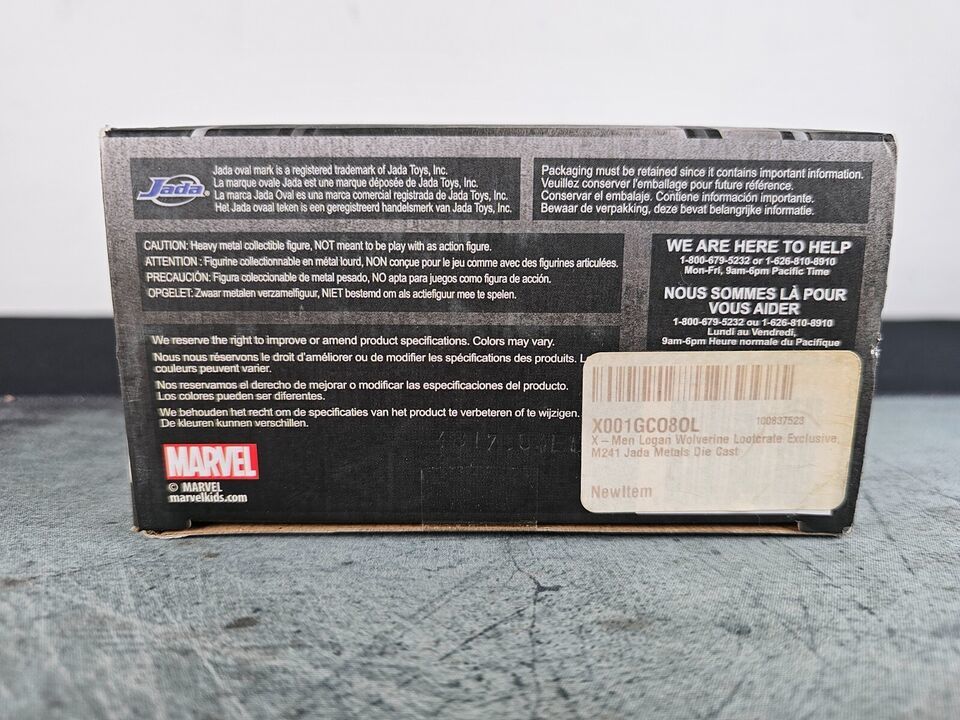 Jada
Jada oval mark is a registered trademark of Jada Toys, Inc.
La marque ovale Jada est une marque déposée de Jada Toys, Inc.
La marca Jada Oval es una marca comercial registrada de Jada Toys, Inc.
Het Jada ovaal teken is een geregistreerd handelsmerk van Jada Toys, Inc.
Packaging must be retained since it contains important information.
Veuillez conserver l'emballage pour future référence.
Conservar el embalaje. Contiene información importante.
Bewaar de verpakking, deze bevat belangrijke informatie.
CAUTION: Heavy metal collectible figure, NOT meant to be play with as action figure.
ATTENTION : Figurine collectionnable en métal lourd, NON conçue pour le jeu comme avec des figurines articulées.
PRECAUCIÓN: Figura coleccionable de metal pesado, NO apta para juegos como figura de acción.
OPGELET: Zwaar metalen verzamelfiguur, NIET bestemd om als actiefiguur mee te spelen.
WE ARE HERE TO HELP
1-800-679-5232 or 1-626-810-8910
Mon-Fri, 9am-6pm Pacific Time
NOUS SOMMES LÀ POUR
VOUS AIDER
1-800-679-5232 ou 1-626-810-8910
Lundi au Vendredi,
9am-6pm Heure normale du Pacifique
We reserve the right to improve or amend product specifications. Colors may vary.
Nous nous réservons le droit d'améliorer ou de modifier les spécifications des produits.
couleurs peuvent varier.
Nos reservamos el derecho de mejorar o modificar las especificaciones del producto.
Los colores pueden ser diferentes.
We behouden het recht om de specificaties van het product te verbeteren of te wijzigen.
De kleuren kunnen verschillen.
MARVEL
© MARVEL
marvelkids.com
X001GCO8OL
100837523
X - Men Logan Wolverine Lootcrate Exclusive
M241 Jada Metals Die Cast
NewItem